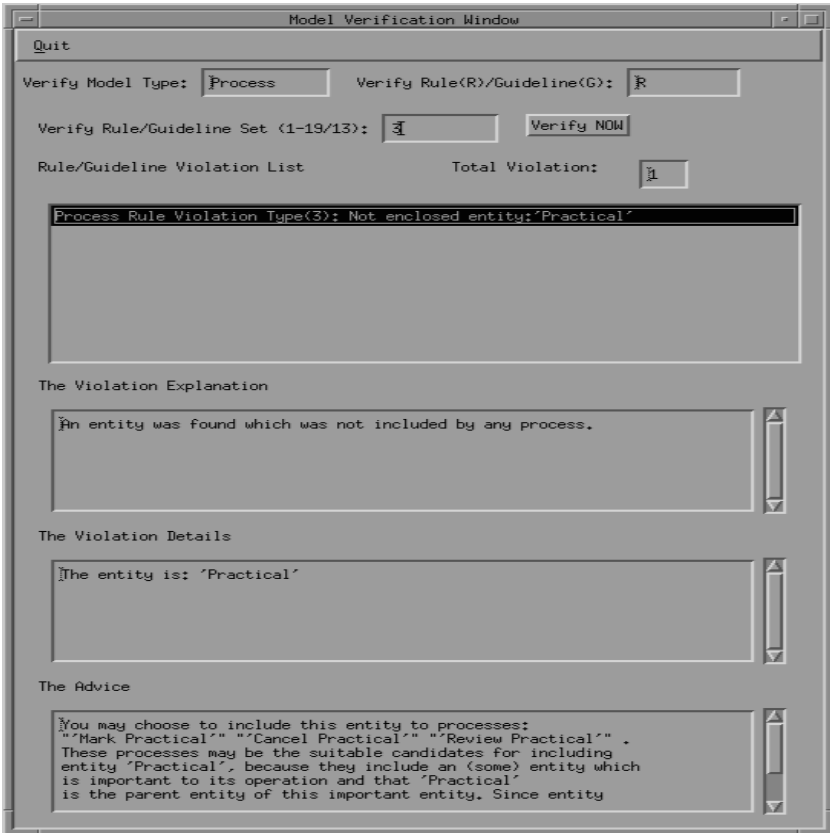 Model Verification Window
Quit
Verify Model Type: Process Verify Rule(R)/Guideline(G): R
Verify Rule/Guideline Set (1-19/13): 3 Verify NOW
Rule/Guideline Violation List Total Violation: 1
Process Rule Violation Type(3): Not enclosed entity:'Practical'
The Violation Explanation
An entity was found which was not included by any process.
The Violation Details
The entity is: 'Practical'
The Advice
You may choose to include this entity to processes:
"'Mark Practical'" "'Cancel Practical'" "'Review Practical'" .
These processes may be the suitable candidates for including
entity 'Practical', because they include an (some) entity which
is important to its operation and that 'Practical'
is the parent entity of this important entity. Since entity